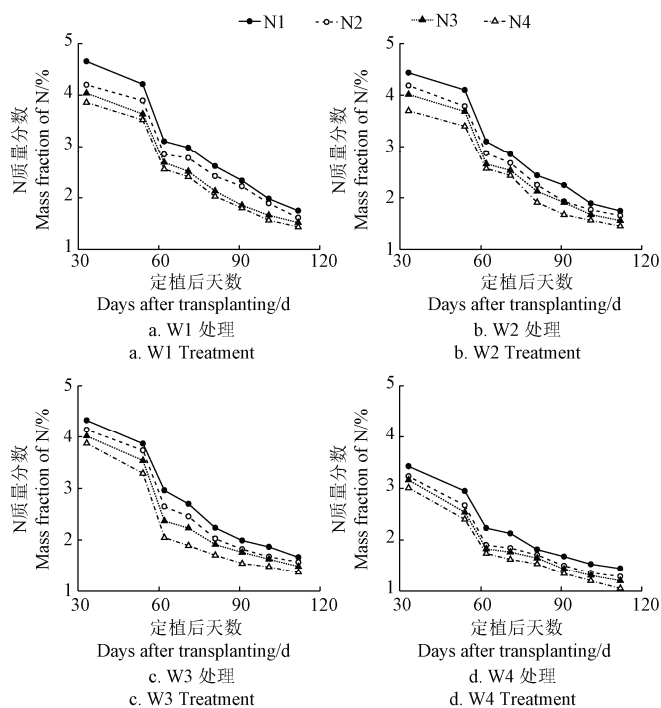 N1 N2 N3 N4
N质量分数
Mass fraction of N/%
5
4
3
2
1
30 60 90 120
定植后天数
Days after transplanting/d
a. W1 处理
a. W1 Treatment
N质量分数
Mass fraction of N/%
5
4
3
2
1
30 60 90 120
定植后天数
Days after transplanting/d
b. W2 处理
b. W2 Treatment
N质量分数
Mass fraction of N/%
5
4
3
2
1
30 60 90 120
定植后天数
Days after transplanting/d
c. W3 处理
c. W3 Treatment
N质量分数
Mass fraction of N/%
5
4
3
2
1
30 60 90 120
定植后天数
Days after transplanting/d
d. W4 处理
d. W4 Treatment